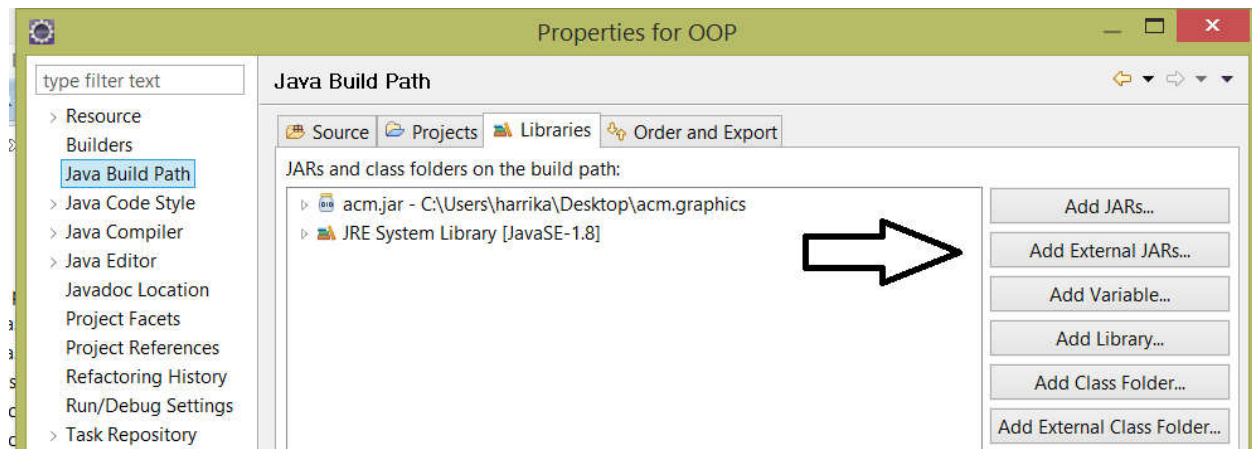 Properties for OOP
type filter text
Resource
Builders
Java Build Path
Java Code Style
Java Compiler
Java Editor
Javadoc Location
Project Facets
Project References
Refactoring History
Run/Debug Settings
Task Repository
Java Build Path
Source Projects Libraries Order and Export
JARs and class folders on the build path:
acm.jar - C:\Users\harrika\Desktop\acm.graphics
JRE System Library [JavaSE-1.8]
Add JARs...
Add External JARs...
Add Variable...
Add Library...
Add Class Folder...
Add External Class Folder...